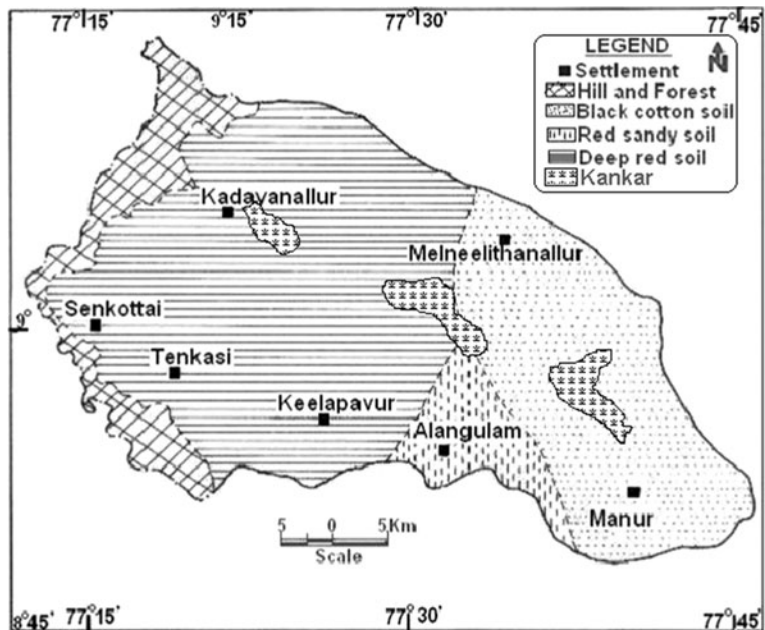 77°15'
9°15'
77°30'
77°45'
LEGEND
N
Settlement
Hill and Forest
Black cotton soil
Red sandy soil
Deep red soil
Kankar
Kadayanallur
Melneelithanallur
Senkottai
9°
Tenkasi
Keelapavur
Alangulam
Manur
5 0 5Km
Scale
8°45'
77°15'
77°30'
77°45'